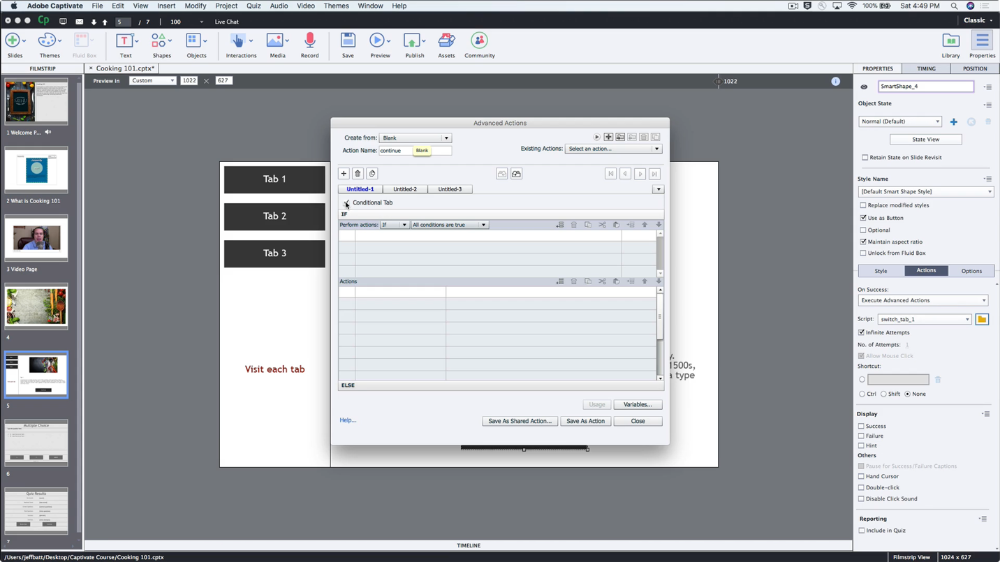 Adobe Captivate File Edit View Insert Modify Project Quiz Audio Video Themes Window Help 100% Sat 4:49 PM
Cp 5 / 7 100 Live Chat Classic
Slides Themes Fluid Box Text Shapes Objects Interactions Media Record Save Preview Publish Assets Community Library Properties
FILMSTRIP × Cooking 101.cptx* PROPERTIES TIMING POSITION
Preview in Custom 1022 × 627 1022
1 Welcome P...
2 What is Cooking 101
3 Video Page
4
5
6
7
Tab 1
Tab 2
Tab 3
Visit each tab
y.
1500s,
a type
Advanced Actions
Create from: Blank
Action Name: continue Blank
Existing Actions: Select an action...
Untitled-1 Untitled-2 Untitled-3
Conditional Tab
IF
Perform actions: If All conditions are true
Actions
ELSE
Usage Variables...
Help... Save As Shared Action... Save As Action Close
SmartShape_4
Object State
Normal (Default)
State View
Retain State on Slide Revisit
Style Name
[Default Smart Shape Style]
Replace modified styles
Use as Button
Optional
Maintain aspect ratio
Unlock from Fluid Box
Style Actions Options
On Success:
Execute Advanced Actions
Script: switch_tab_1
Infinite Attempts
No. of Attempts: 1
Allow Mouse Click
Shortcut:
Ctrl Shift None
Display
Success
Failure
Hint
Others
Pause for Success/Failure Captions
Hand Cursor
Double-click
Disable Click Sound
Reporting
Include in Quiz
TIMELINE
/Users/jeffbatt/Desktop/Captivate Course/Cooking 101.cptx Filmstrip View 1024 x 627